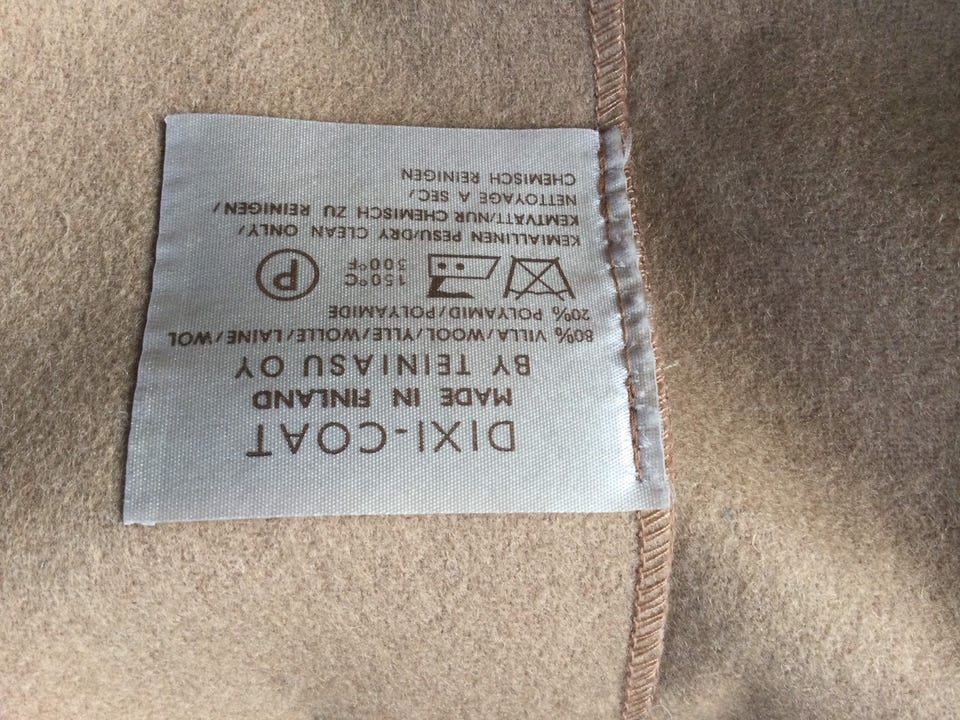 DIXI-COAT
MADE IN FINLAND
BY TEINIASU OY
80% VILLA/WOOL/YLLE/WOLLE/LAINE/WOL
20% POLYAMID/POLYAMIDE
150°C
300°F
P
KEMIALLINEN PESU/DRY CLEAN ONLY/
KEMTVÄTT/NUR CHEMISCH ZU REINIGEN/
NETTOYAGE A SEC/
CHEMISCH REINIGEN